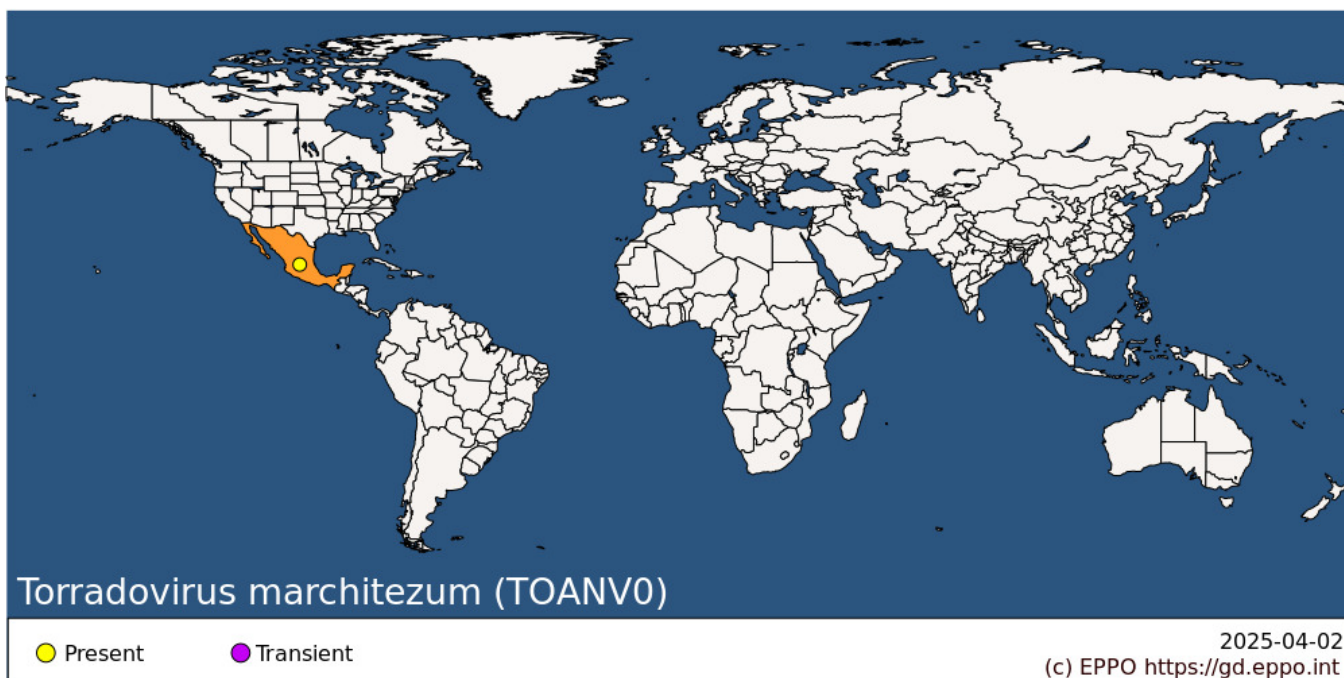 Torradovirus marchitezum (TOANV0)
Present
Transient
2025-04-02
(c) EPPO https://gd.eppo.int